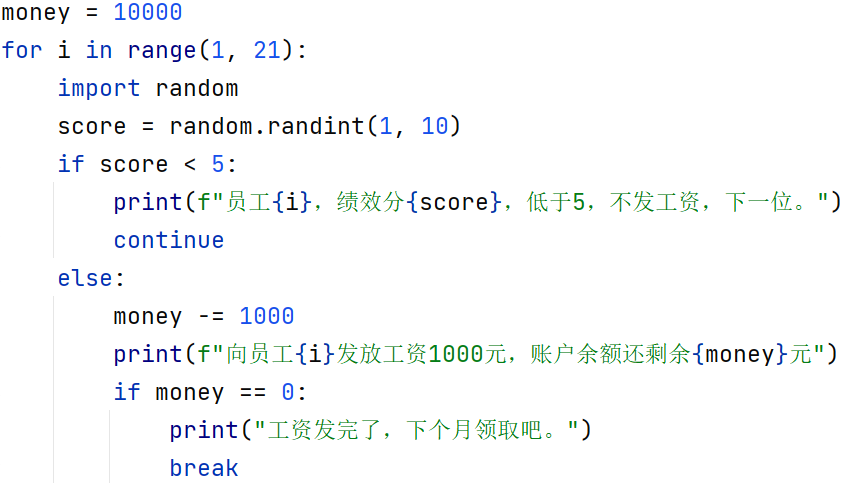 money = 10000
for i in range(1, 21):
    import random
    score = random.randint(1, 10)
    if score < 5:
        print(f"员工{i}，绩效分{score}，低于5，不发工资，下一位。")
        continue
    else:
        money -= 1000
        print(f"向员工{i}发放工资1000元，账户余额还剩余{money}元")
        if money == 0:
            print("工资发完了，下个月领取吧。")
            break